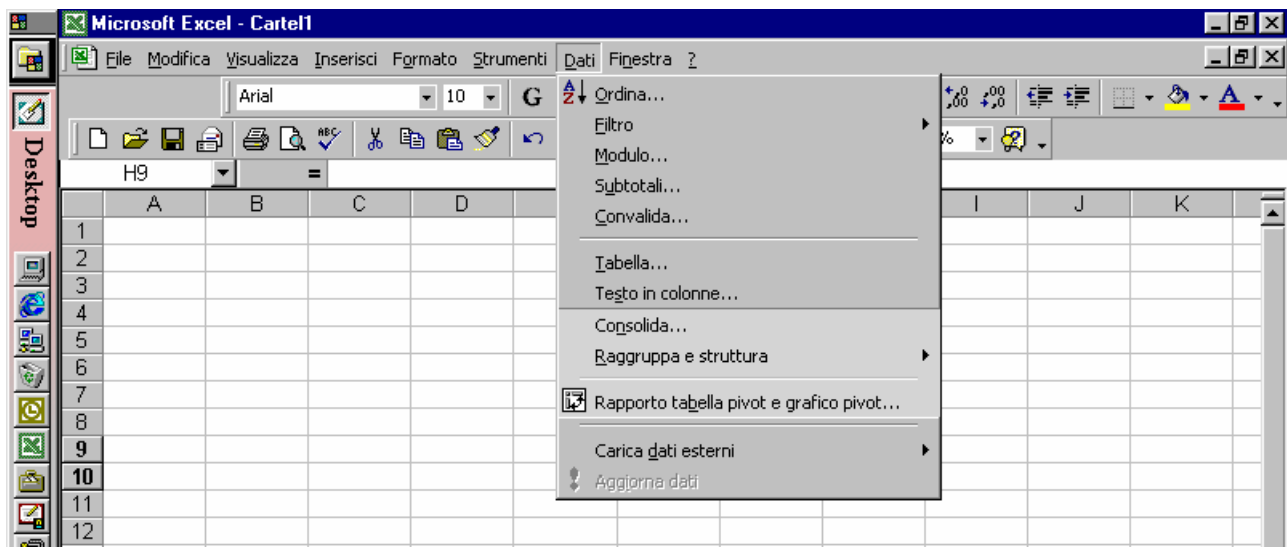 Microsoft Excel - Cartel1
File Modifica Visualizza Inserisci Formato Strumenti Dati Finestra ?
Arial 10 G
ABC
H9 =
A B C D I J K
1
2
3
4
5
6
7
8
9
10
11
12
Desktop
Ordina...
Filtro
Modulo...
Subtotali...
Convalida...
Tabella...
Testo in colonne...
Consolida...
Raggruppa e struttura
Rapporto tabella pivot e grafico pivot...
Carica dati esterni
Aggiorna dati